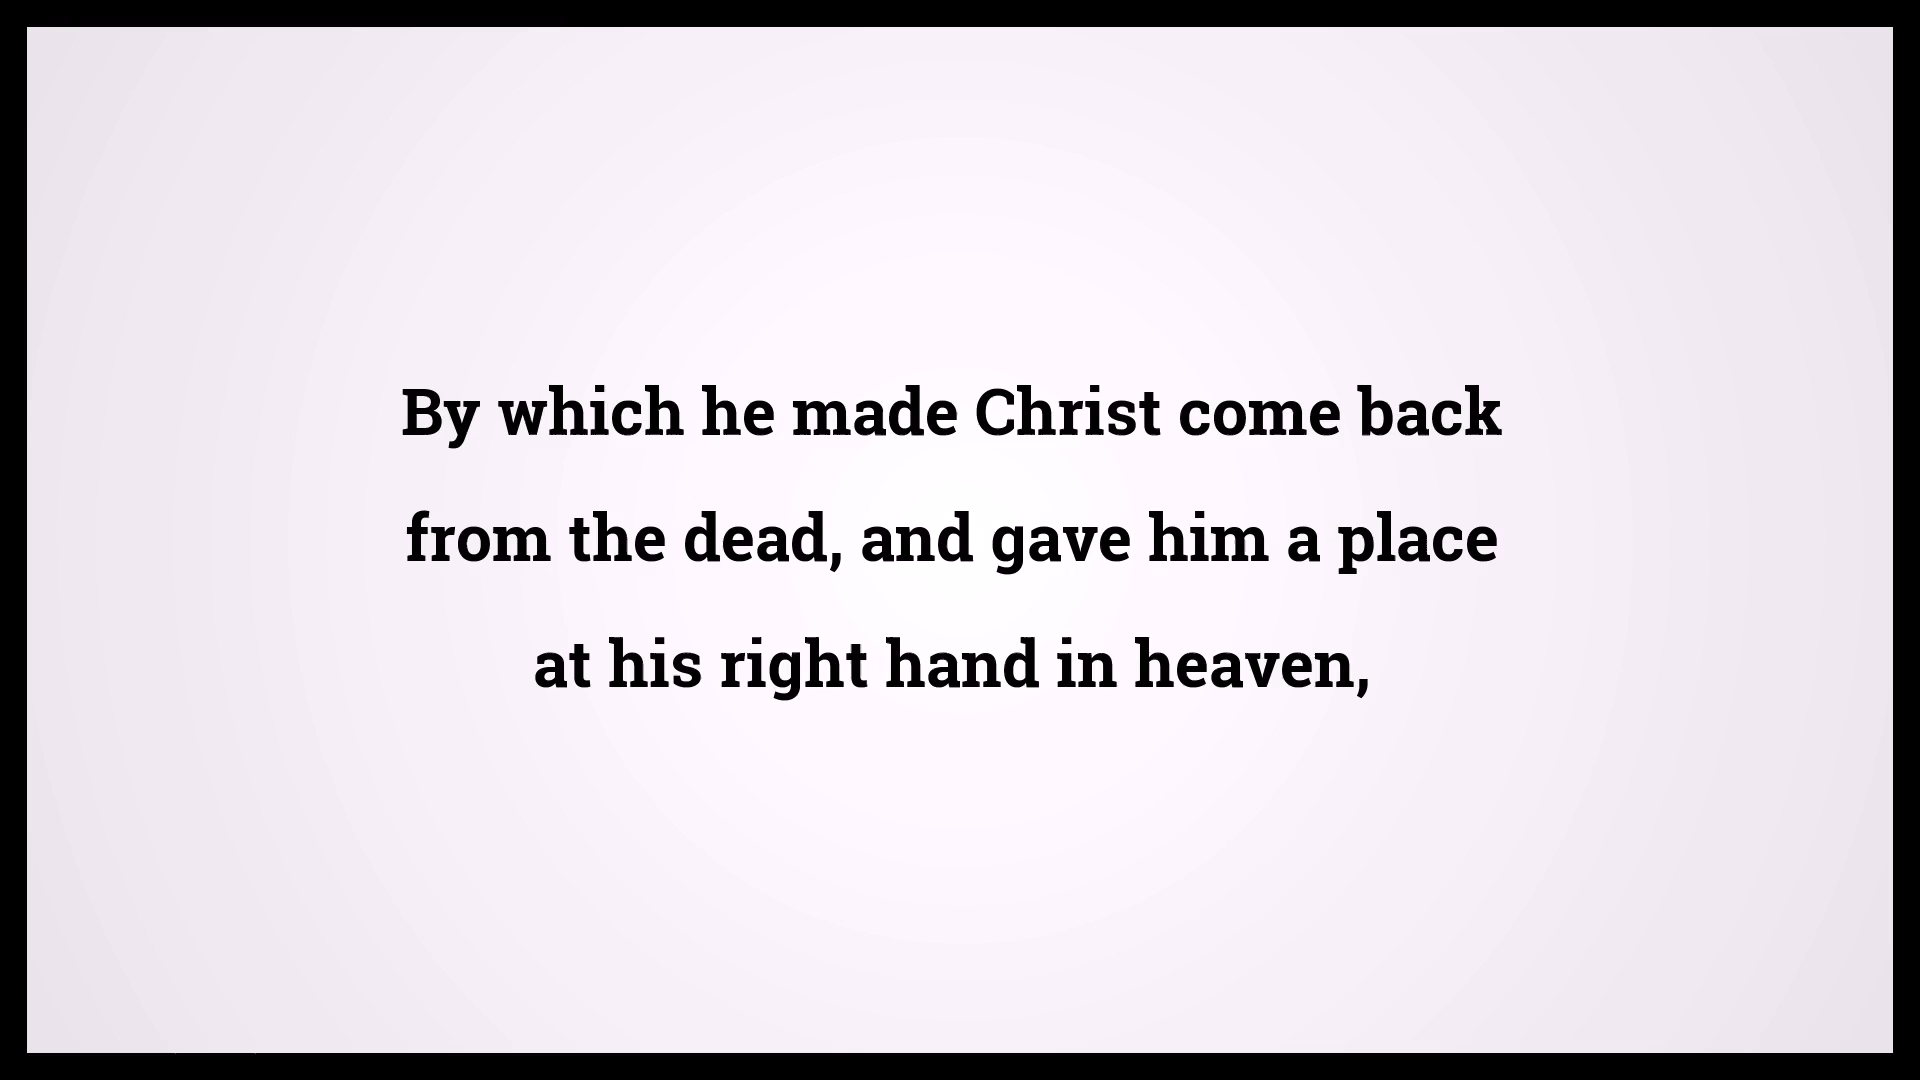 By which he made Christ come back
from the dead, and gave him a place
at his right hand in heaven,